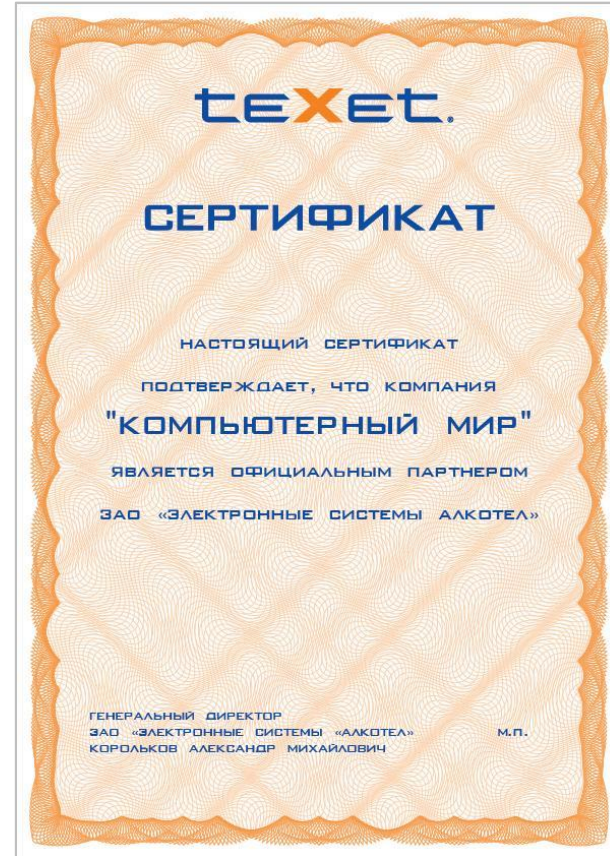 teXet.®
СЕРТИФИКАТ
НАСТОЯЩИЙ СЕРТИФИКАТ
ПОДТВЕРЖДАЕТ, ЧТО КОМПАНИЯ
"КОМПЬЮТЕРНЫЙ МИР"
ЯВЛЯЕТСЯ ОФИЦИАЛЬНЫМ ПАРТНЕРОМ
ЗАО «ЭЛЕКТРОННЫЕ СИСТЕМЫ АЛКОТЕЛ»
ГЕНЕРАЛЬНЫЙ ДИРЕКТОР
ЗАО «ЭЛЕКТРОННЫЕ СИСТЕМЫ «АЛКОТЕЛ» М.П.
КОРОЛЬКОВ АЛЕКСАНДР МИХАЙЛОВИЧ